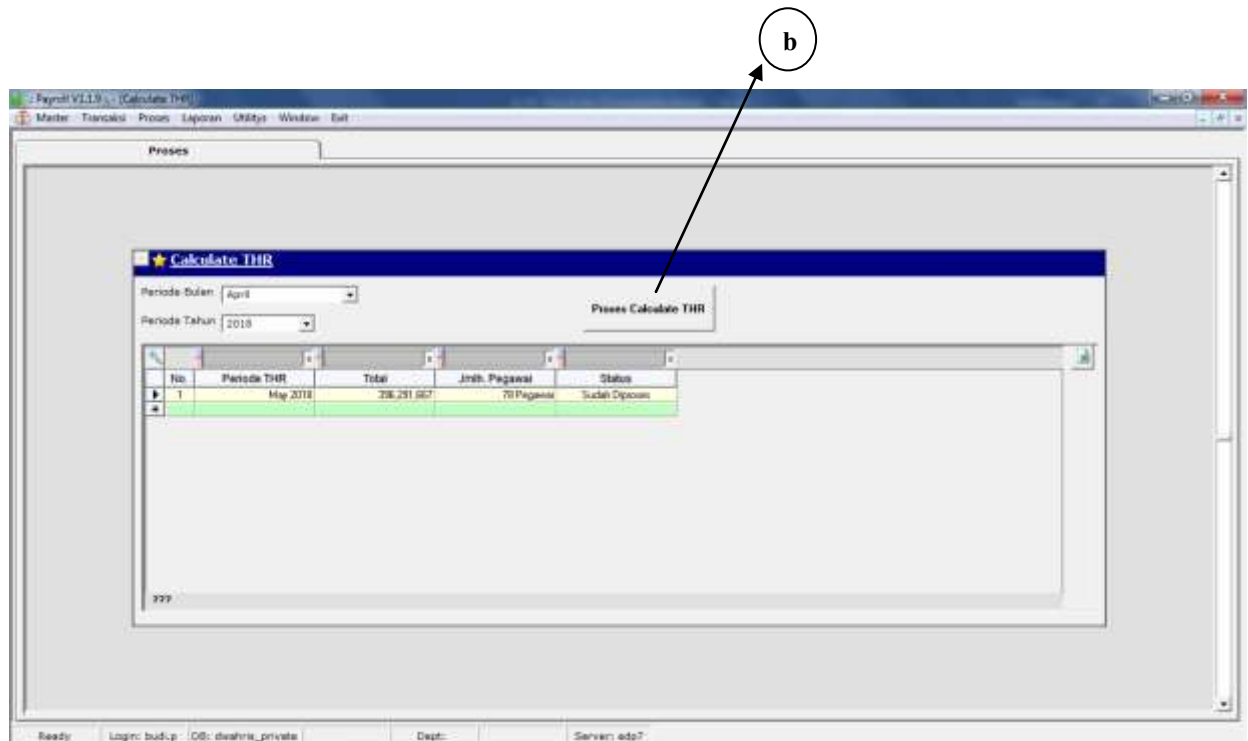 b
: Payroll V1.1.9 : - [Calculate THR]
Master Transaksi Proses Laporan Utilitys Window Exit
Proses
Calculate THR
Periode Bulan April
Proses Calculate THR
Periode Tahun 2018
No Periode THR Total Jmlh. Pegawai Status
1 May 2018 78 Pegawai Sudah Diproses
???
Ready Login: budi.p DB: dwahris_private Dept: Server: edp7